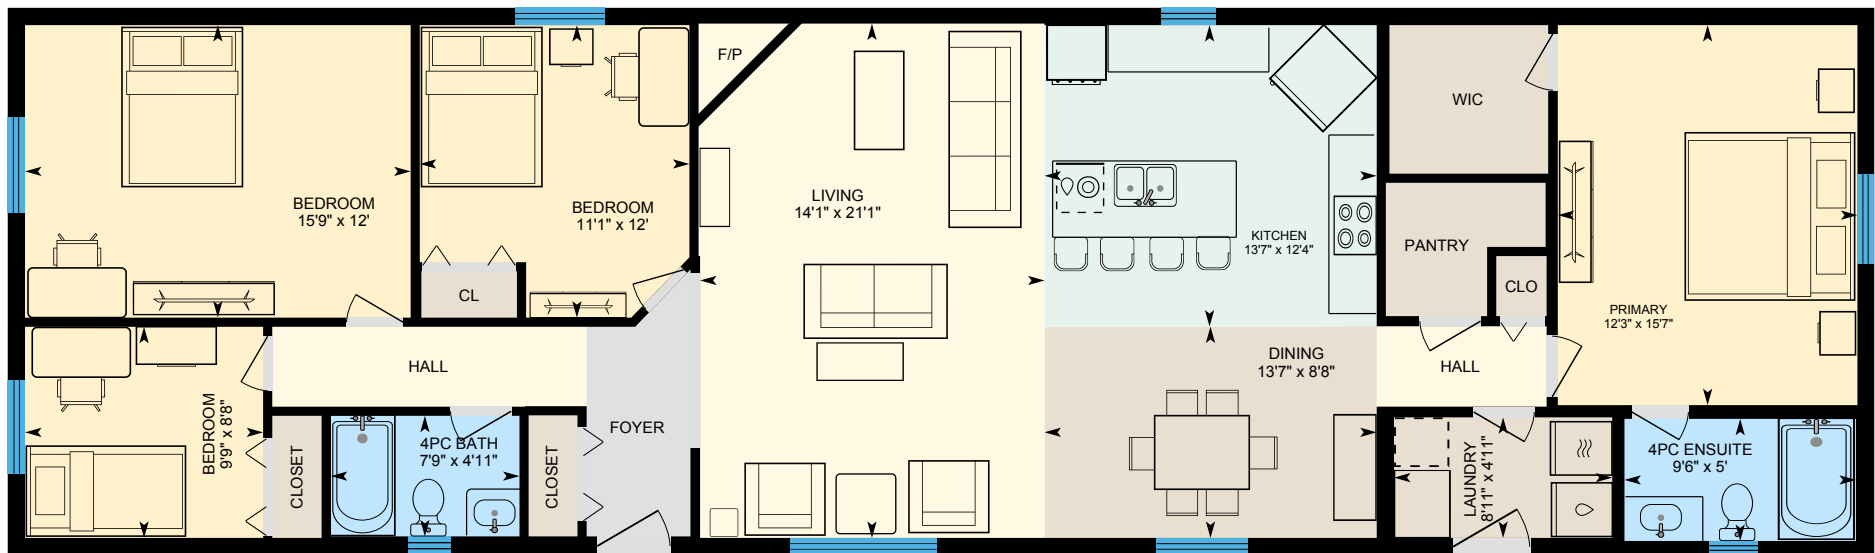 F/P
WIC
BEDROOM
15'9" x 12'
BEDROOM
11'1" x 12'
LIVING
14'1" x 21'1"
KITCHEN
13'7" x 12'4"
PANTRY
CL
CLO
PRIMARY
12'3" x 15'7"
HALL
DINING
13'7" x 8'8"
HALL
BEDROOM
9'9" x 8'8"
CLOSET
4PC BATH
7'9" x 4'11"
CLOSET
FOYER
LAUNDRY
8'11" x 4'11"
4PC ENSUITE
9'6" x 5'